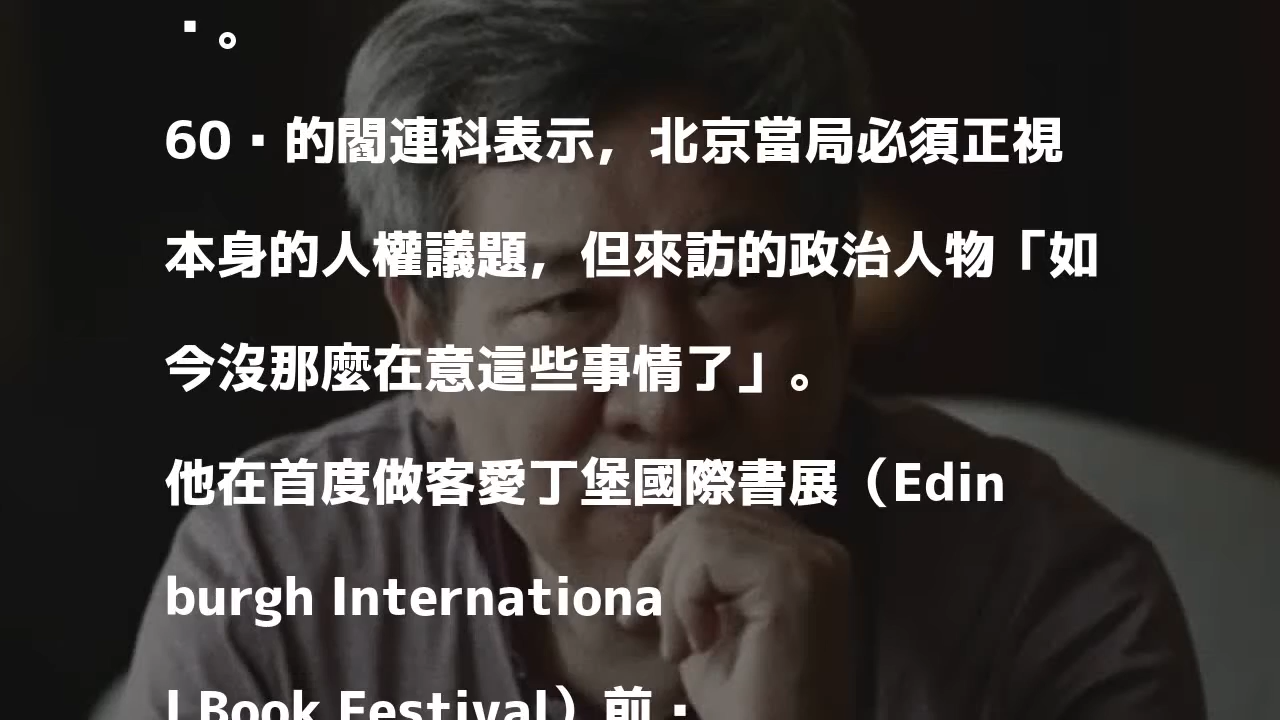 ▪。
60▪的閻連科表示，北京當局必須正視
本身的人權議題，但來訪的政治人物「如
今沒那麼在意這些事情了」。
他在首度做客愛丁堡國際書展（Edin
burgh Internationa
l Book Festival）前▪